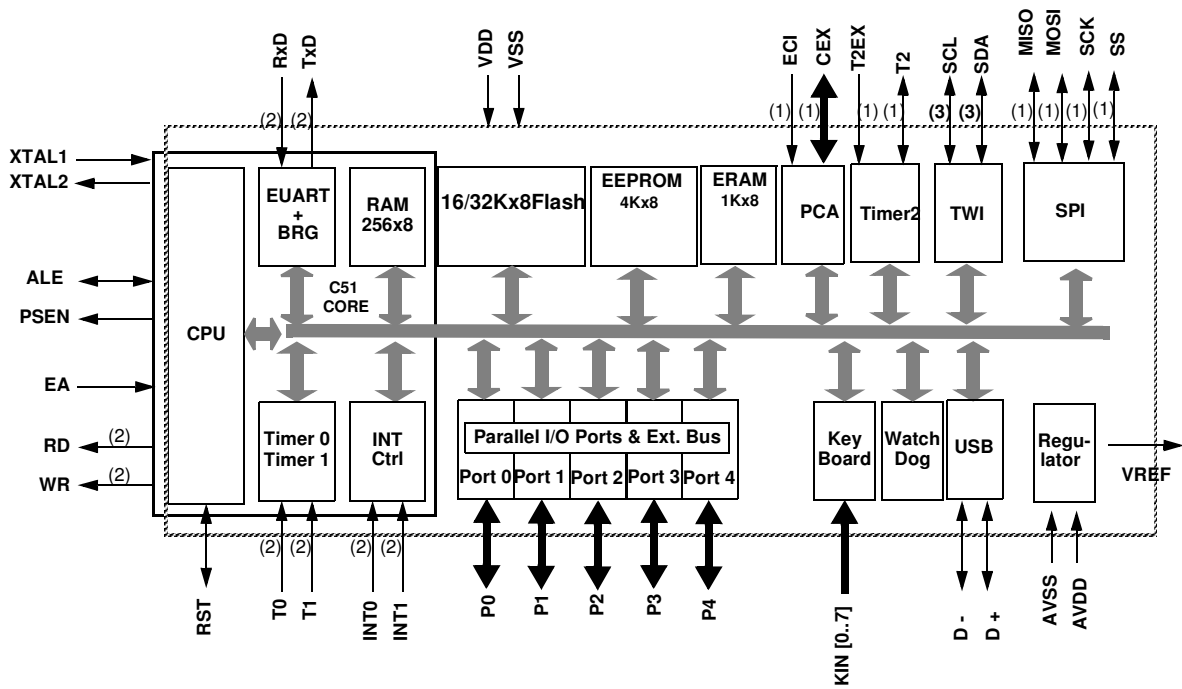 RxD
TxD
VDD
VSS
ECI
CEX
T2EX
T2
SCL
SDA
MISO
MOSI
SCK
SS
(2)
(2)
(1)
(1)
(1)
(1)
(3)
(3)
(1)
(1)
(1)
(1)
XTAL1
XTAL2
ALE
PSEN
EA
RD
(2)
WR
(2)
CPU
EUART
+
BRG
RAM
256x8
C51
CORE
16/32Kx8Flash
EEPROM
4Kx8
ERAM
1Kx8
PCA
Timer2
TWI
SPI
Timer 0
Timer 1
INT
Ctrl
Parallel I/O Ports & Ext. Bus
Port 0
Port 1
Port 2
Port 3
Port 4
Key
Board
Watch
Dog
USB
Regu-
lator
VREF
(2)
(2)
(2)
(2)
RST
T0
T1
INT0
INT1
P0
P1
P2
P3
P4
KIN [0..7]
D -
D +
AVSS
AVDD